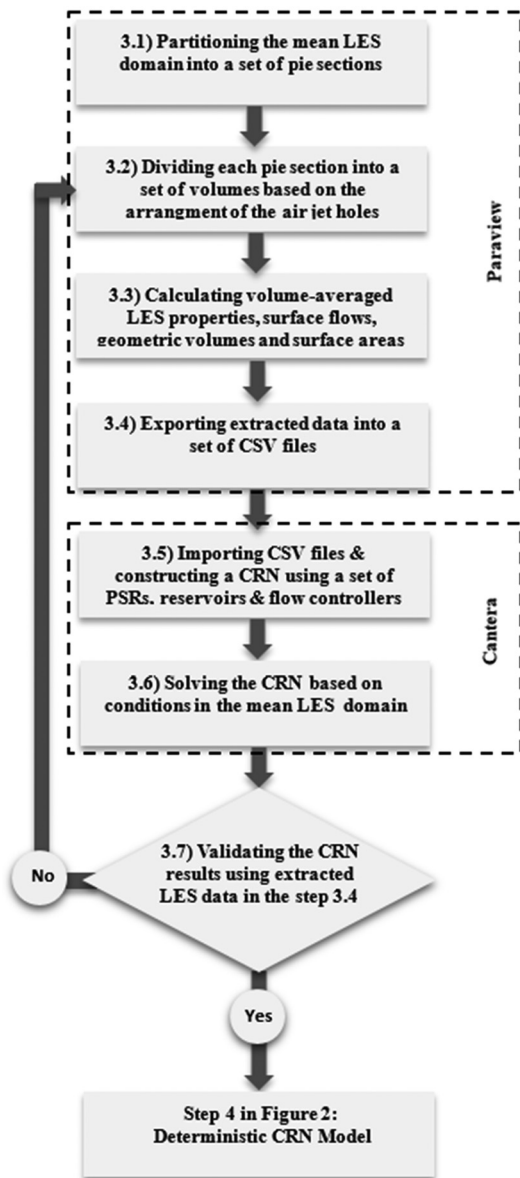 3.1) Partitioning the mean LES
domain into a set of pie sections
3.2) Dividing each pie section into a
set of volumes based on the
arrangment of the air jet holes
3.3) Calculating volume-averaged
LES properties, surface flows,
geometric volumes and surface areas
3.4) Exporting extracted data into a
set of CSV files
Paraview
3.5) Importing CSV files &
constructing a CRN using a set of
PSRs, reservoirs & flow controllers
3.6) Solving the CRN based on
conditions in the mean LES domain
Cantera
3.7) Validating the CRN
results using extracted
LES data in the step 3.4
No
Yes
Step 4 in Figure 2:
Deterministic CRN Model